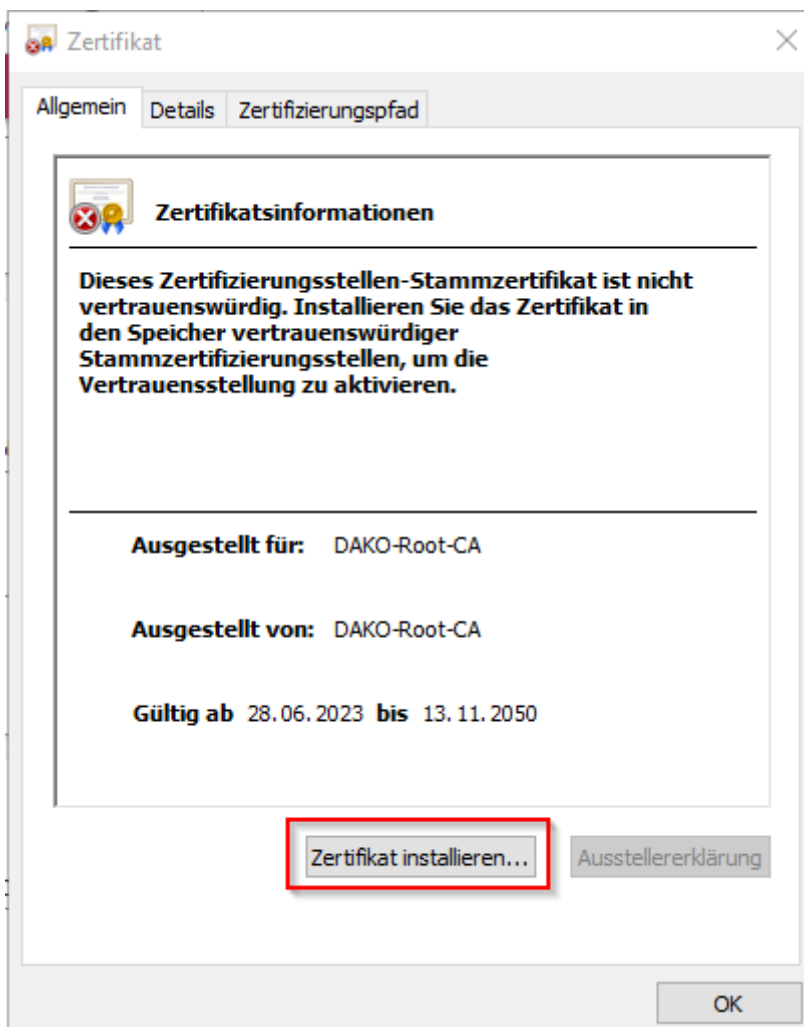 Zertifikat
Allgemein Details Zertifizierungspfad
Zertifikatsinformationen
Dieses Zertifizierungsstellen-Stammzertifikat ist nicht
vertrauenswürdig. Installieren Sie das Zertifikat in
den Speicher vertrauenswürdiger
Stammzertifizierungsstellen, um die
Vertrauensstellung zu aktivieren.
Ausgestellt für: DAKO-Root-CA
Ausgestellt von: DAKO-Root-CA
Gültig ab 28.06.2023 bis 13.11.2050
Zertifikat installieren... Ausstellererklärung
OK